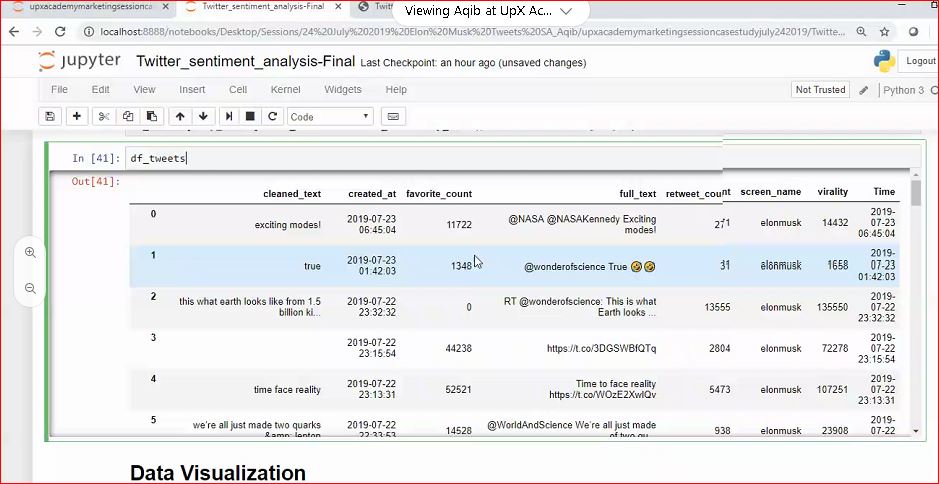 upxacademymarketingsessioncas
Twitter_sentiment_analysis-Final
Twi
Viewing Aqib at UpX Ac...
localhost:8888/notebooks/Desktop/Sessions/24%20July%202019%20Elon%20Musk%20Tweets%20SA_Aqib/upxacademymarketingsessioncasestudyjuly242019/Twitte...
jupyter Twitter_sentiment_analysis-Final Last Checkpoint: an hour ago (unsaved changes) Logout
File Edit View Insert Cell Kernel Widgets Help Not Trusted Python 3 O
Code
In [41]: df_tweets
Out[41]:
cleaned_text created_at favorite_count full_text retweet_count screen_name virality Time
0 exciting modes! 2019-07-23 06:45:04 11722 @NASA @NASAKennedy Exciting modes! 271 elonmusk 14432 2019-07-23 06:45:04
1 true 2019-07-23 01:42:03 1348 @wonderofscience True 🤣🤣 31 elonmusk 1658 2019-07-23 01:42:03
2 this what earth looks like from 1.5 billion ki... 2019-07-22 23:32:32 0 RT @wonderofscience: This is what Earth looks ... 13555 elonmusk 135550 2019-07-22 23:32:32
3 2019-07-22 23:15:54 44238 https://t.co/3DGSWBfQTq 2804 elonmusk 72278 2019-07-22 23:15:54
4 time face reality 2019-07-22 23:13:31 52521 Time to face reality https://t.co/WOzE2XwIQv 5473 elonmusk 107251 2019-07-22 23:13:31
5 we're all just made two quarks &amp; lepton 2019-07-22 22:33:53 14528 @WorldAndScience We're all just made of two qu... 938 elonmusk 23908 2019-07-22
Data Visualization